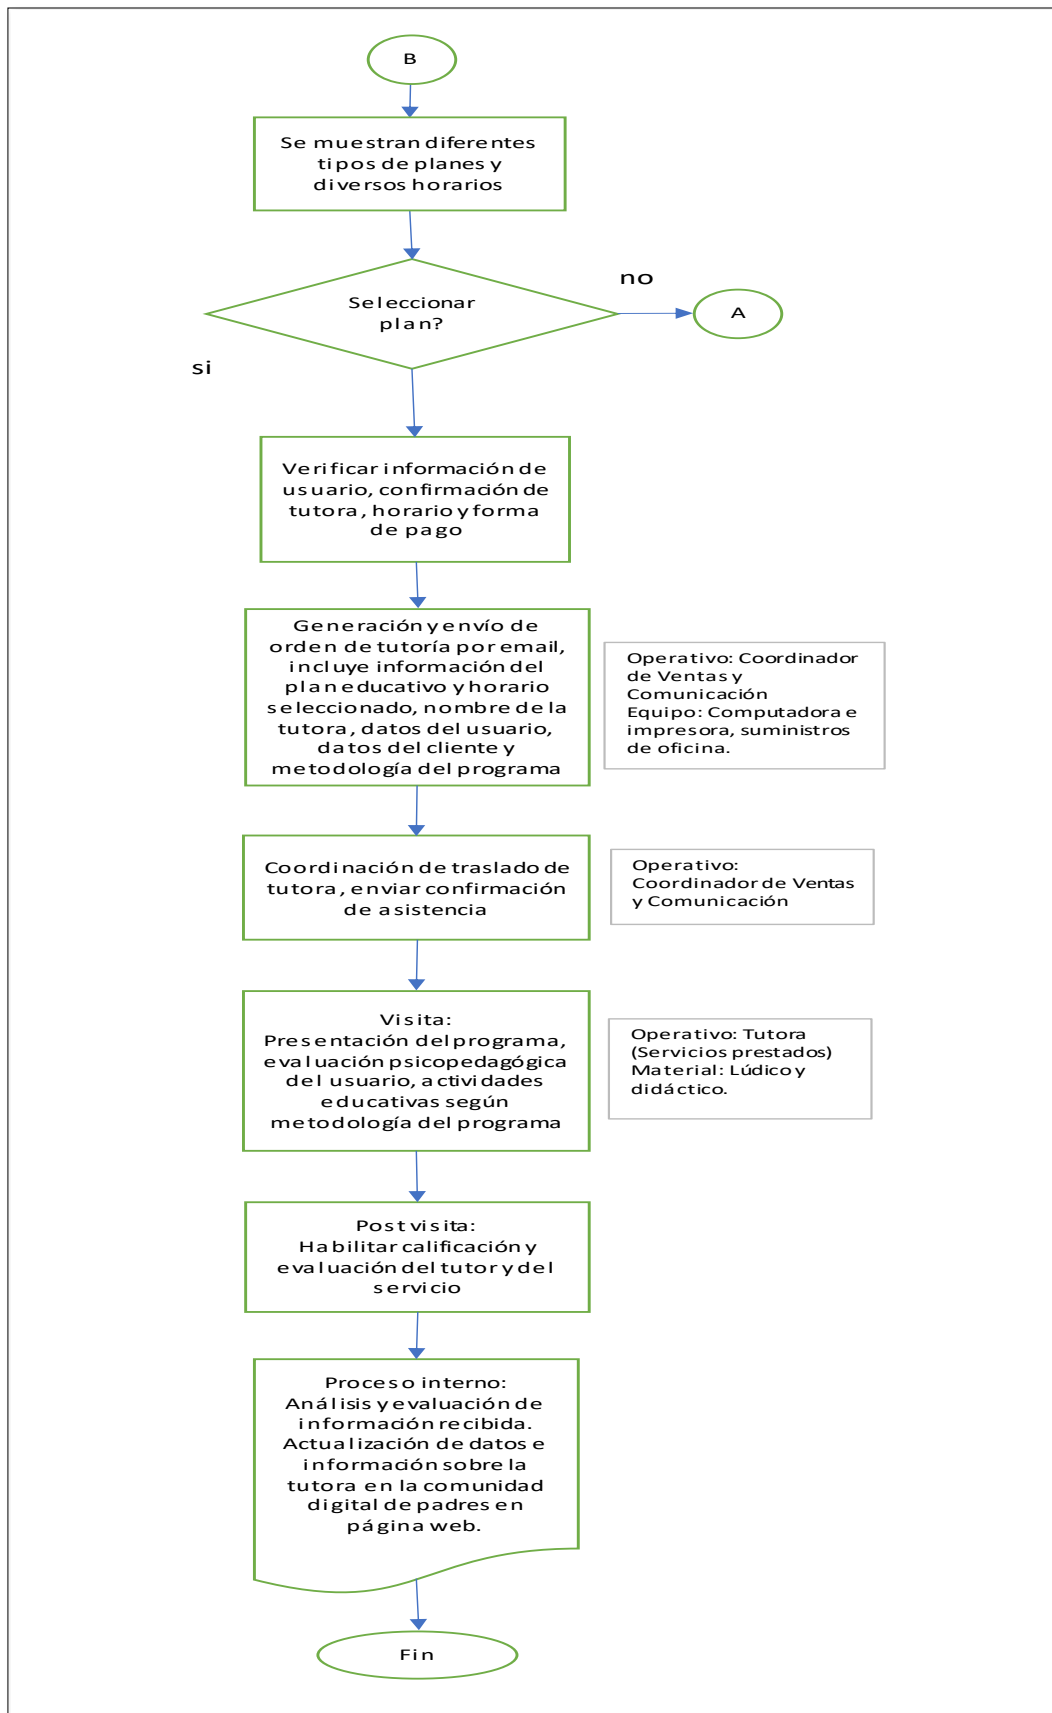 B
Se muestran diferentes
tipos de planes y
diversos horarios
no
Seleccionar
plan?
A
si
Verificar información de
usuario, confirmación de
tutora, horario y forma
de pago
Generación y envío de
orden de tutoría por email,
incluye información del
plan educativo y horario
seleccionado, nombre de la
tutora, datos del usuario,
datos del cliente y
metodología del programa
Operativo: Coordinador
de Ventas y
Comunicación
Equipo: Computadora e
impresora, suministros
de oficina.
Coordinación de traslado de
tutora, enviar confirmación
de asistencia
Operativo:
Coordinador de Ventas
y Comunicación
Visita:
Presentación del programa,
evaluación psicopedagógica
del usuario, actividades
educativas según
metodología del programa
Operativo: Tutora
(Servicios prestados)
Material: Lúdico y
didáctico.
Post visita:
Habilitar calificación y
evaluación del tutor y del
servicio
Proceso interno:
Análisis y evaluación de
información recibida.
Actualización de datos e
información sobre la
tutora en la comunidad
digital de padres en
página web.
Fin